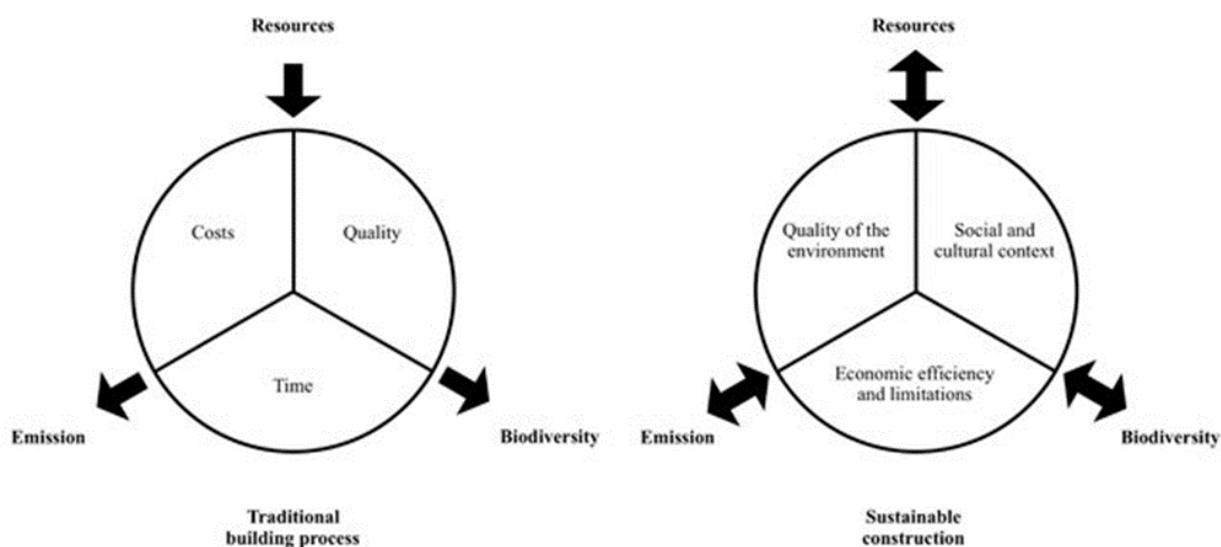 Resources
Costs
Quality
Time
Emission
Biodiversity
Traditional
building process
Resources
Quality of the
environment
Social and
cultural context
Economic efficiency
and limitations
Emission
Biodiversity
Sustainable
construction